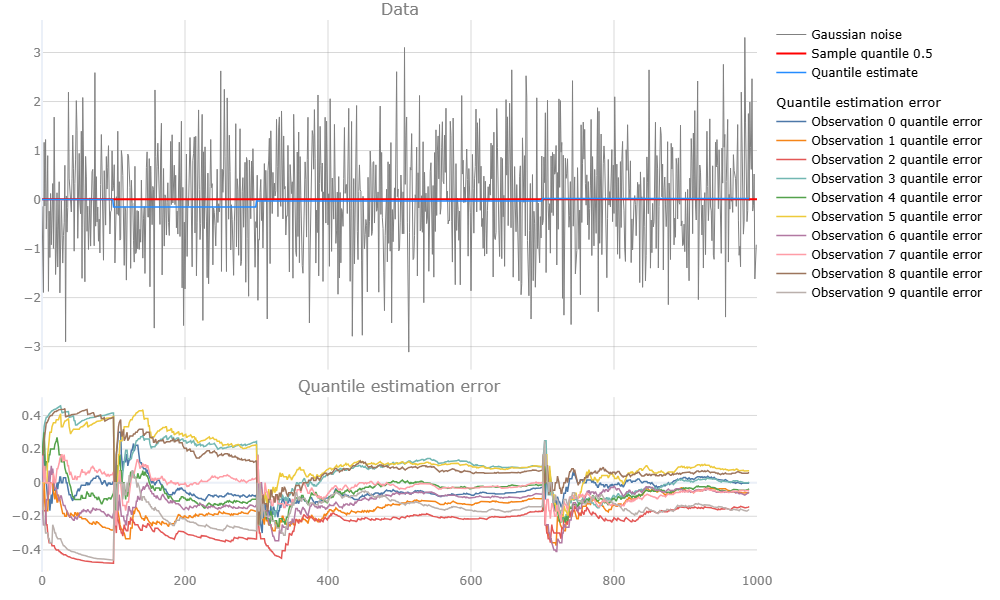 Data
3
2
1
0
−1
−2
−3
Gaussian noise
Sample quantile 0.5
Quantile estimate
Quantile estimation error
Observation 0 quantile error
Observation 1 quantile error
Observation 2 quantile error
Observation 3 quantile error
Observation 4 quantile error
Observation 5 quantile error
Observation 6 quantile error
Observation 7 quantile error
Observation 8 quantile error
Observation 9 quantile error
Quantile estimation error
0.4
0.2
0
−0.2
−0.4
0 200 400 600 800 1000